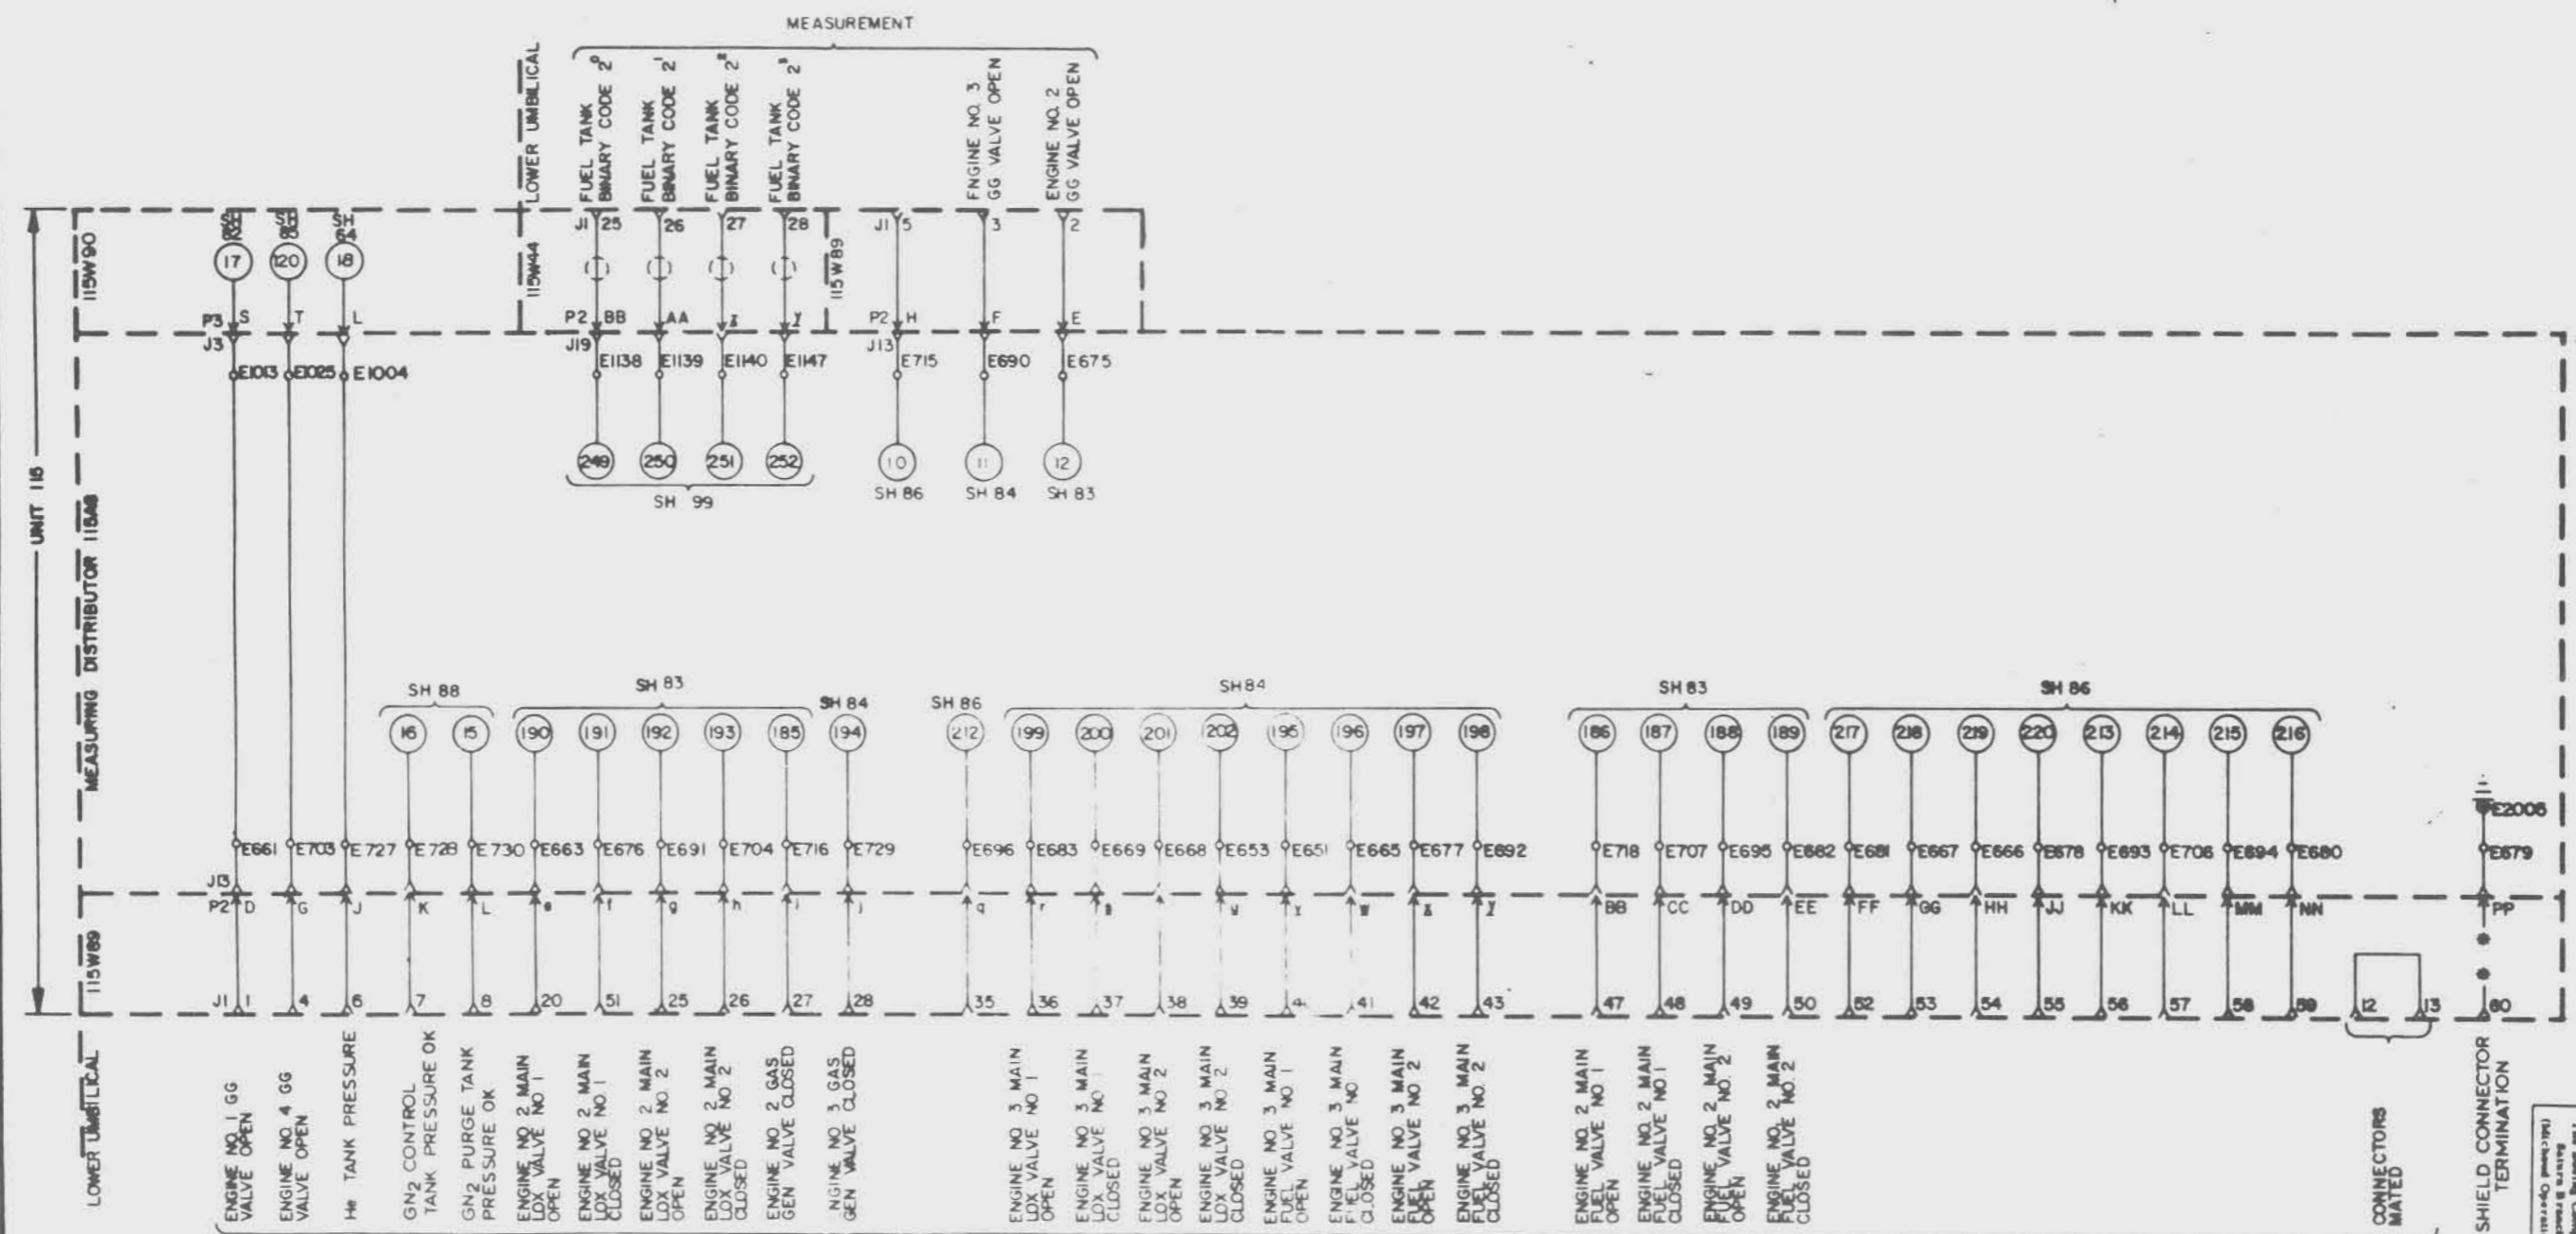 MEASUREMENT
LOWER UMBILICAL
FUEL TANK
BINARY CODE 2⁰
FUEL TANK
BINARY CODE 2¹
FUEL TANK
BINARY CODE 2²
FUEL TANK
BINARY CODE 2³
FNGINE NO. 3
GG VALVE OPEN
ENGINE NO. 2
GG VALVE OPEN
115W90
SH
SH
SH
64
17
120
18
115W44
J1 25
26
27
28
115W89
J1 5
3
2
P3 S
T
L
P2 BB
AA
P2 H
F
E
J3
J19
J13
E1013
E1025
E1004
E1138
E1139
E1140
E1147
E715
E690
E675
249
250
251
252
10
11
12
SH 99
SH 86
SH 84
SH 83
UNIT 115
MEASURING DISTRIBUTOR
SH 88
SH 83
SH 84
SH 86
SH 84
SH 83
SH 86
16
15
190
191
192
193
185
194
212
199
200
201
202
195
196
197
198
186
187
188
189
217
218
219
220
213
214
215
216
E2006
E661
E703
E727
E728
E730
E663
E676
E691
E704
E716
E729
E696
E683
E669
E668
E653
E651
E665
E677
E692
E718
E707
E695
E682
E681
E667
E666
E678
E693
E706
E694
E680
E679
J13
P2 D
G
J
K
L
e
f
g
h
i
j
q
r
s
BB
CC
DD
EE
FF
GG
HH
JJ
KK
LL
MM
NN
PP
115W89
J1 1
4
6
7
8
20
51
25
26
27
28
35
36
37
38
39
41
42
43
47
48
49
50
52
53
54
55
56
57
58
59
12
13
60
LOWER UMBILICAL
ENGINE NO. 1 GG
VALVE OPEN
ENGINE NO. 4 GG
VALVE OPEN
He TANK PRESSURE
GN2 CONTROL
TANK PRESSURE OK
GN2 PURGE TANK
PRESSURE OK
ENGINE NO 2 MAIN
LOX VALVE NO. 1
OPEN
ENGINE NO 2 MAIN
LOX VALVE NO. 1
CLOSED
ENGINE NO 2 MAIN
LOX VALVE NO. 2
OPEN
ENGINE NO 2 MAIN
LOX VALVE NO 2
CLOSED
ENGINE NO 2 GAS
GEN VALVE CLOSED
NGINE NO 3 GAS
GEN VALVE CLOSED
ENGINE NO 3 MAIN
LOX VALVE NO 1
OPEN
ENGINE NO 3 MAIN
LOX VALVE NO
CLOSED
ENGINE NO 3 MAIN
LOX VALVE NO 2
OPEN
ENGINE NO. 3 MAIN
LOX VALVE NO 2
CLOSED
ENGINE NO 3 MAIN
FUEL VALVE NO 1
OPEN
ENGINE NO. 3 MAIN
FUEL VALVE NO
CLOSED
ENGINE NO 3 MAIN
FUEL VALVE NO 2
OPEN
ENGINE NO. 3 MAIN
FUEL VALVE NO. 2
CLOSED
ENGINE NO. 2 MAIN
FUEL VALVE NO 1
OPEN
ENGINE NO. 2 MAIN
FUEL VALVE NO. 1
CLOSED
ENGINE NO. 2 MAIN
FUEL VALVE NO. 2
OPEN
ENGINE NO. 2 MAIN
FUEL VALVE NO. 2
CLOSED
CONNECTORS
MATED
SHIELD CONNECTOR
TERMINATION